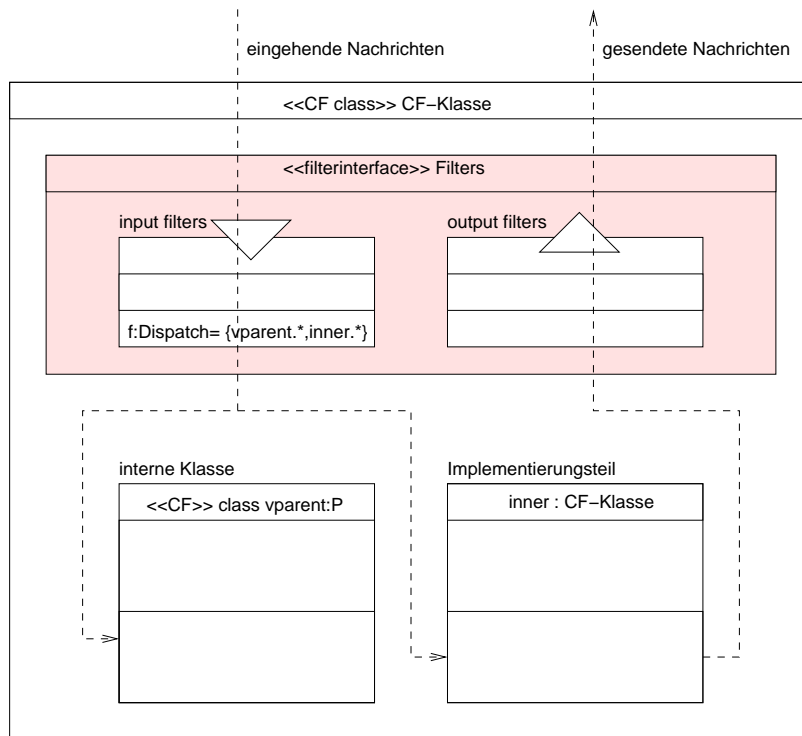 eingehende Nachrichten
gesendete Nachrichten
<<CF class>> CF−Klasse
<<filterinterface>> Filters
input filters
output filters
f:Dispatch= {vparent.*,inner.*}
interne Klasse
Implementierungsteil
<<CF>> class vparent:P
inner : CF−Klasse